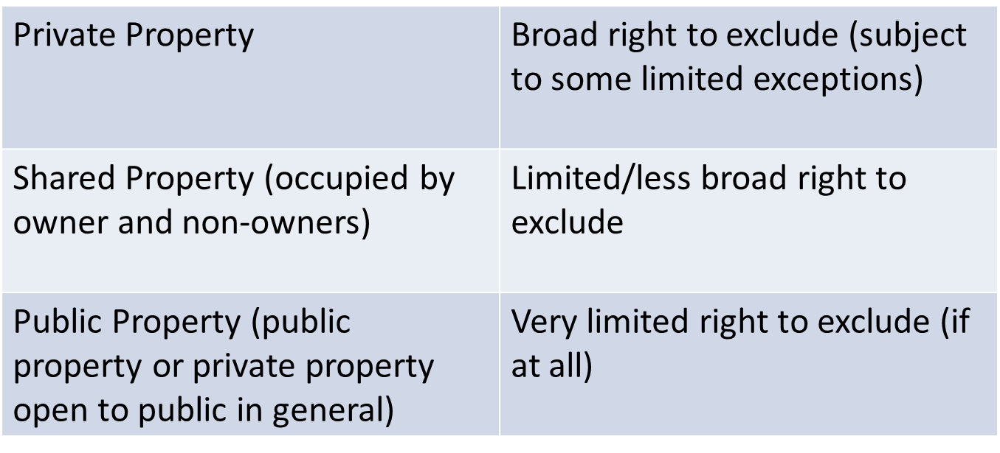 Private Property
Broad right to exclude (subject
to some limited exceptions)
Shared Property (occupied by
owner and non-owners)
Limited/less broad right to
exclude
Public Property (public
property or private property
open to public in general)
Very limited right to exclude (if
at all)